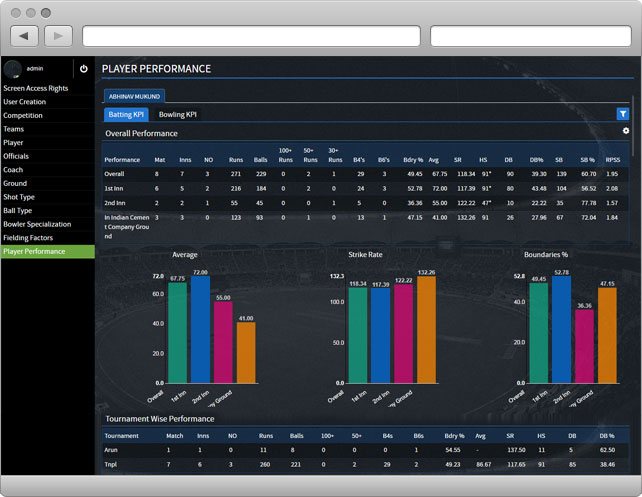 admin
PLAYER PERFORMANCE
Screen Access Rights
User Creation
Competition
Teams
Player
Officials
Coach
Ground
Shot Type
Ball Type
Bowler Specialization
Fielding Factors
Player Performance
ABHINAV MUKUND
Batting KPI Bowling KPI
Overall Performance
Performance Mat Inns NO Runs Balls 100+ Runs 50+ Runs 30+ Runs B4's B6's Bdry % Avg SR HS DB DB% SB SB % RPSS
Overall 8 7 3 271 229 0 2 1 29 3 49.45 67.75 118.34 91* 90 39.30 139 60.70 1.95
1st Inn 6 5 2 216 184 0 2 0 24 3 52.78 72.00 117.39 91* 80 43.48 104 56.52 2.08
2nd Inn 2 2 1 55 45 0 0 1 5 0 36.36 55.00 122.22 47* 10 22.22 35 77.78 1.57
In Indian Cemen
t Company Grou
nd
3 3 0 123 93 0 1 0 13 1 47.15 41.00 132.26 91 26 27.96 67 72.04 1.84
Average
72.0
60.0
40.0
20.0
0.0
67.75
72.00
55.00
41.00
Overall
1st Inn
2nd Inn
ny Ground
Strike Rate
132.3
100.0
50.0
0.0
118.34
117.39
122.22
132.26
Overall
1st Inn
2nd Inn
ny Ground
Boundaries %
52.8
40.0
20.0
0.0
49.45
52.78
36.36
47.15
Overall
1st Inn
2nd Inn
ny Ground
Tournament Wise Performance
Tournament Match Inns NO Runs Balls 100+ 50+ B4s B6s Bdry % Avg SR HS DB DB %
Arun 1 1 0 11 8 0 0 0 1 54.55 - 137.50 11 5 62.50
Tnpl 7 6 3 260 221 0 2 29 2 49.23 86.67 117.65 91 85 38.46